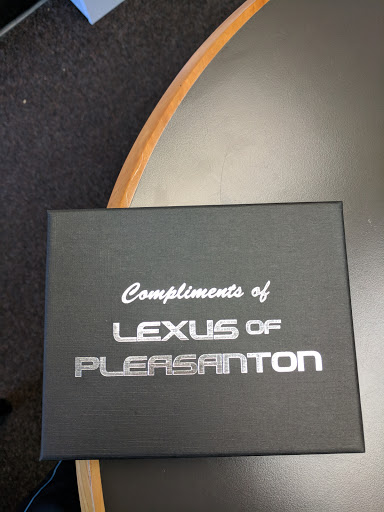 Compliments of
LEXUS OF
PLEASANTON